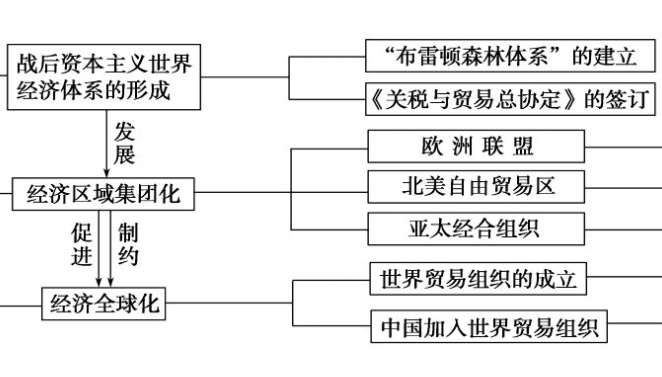 战后资本主义世界
经济体系的形成
“布雷顿森林体系”的建立
《关税与贸易总协定》的签订
发展
欧洲联盟
经济区域集团化
北美自由贸易区
亚太经合组织
促进
制约
世界贸易组织的成立
经济全球化
中国加入世界贸易组织